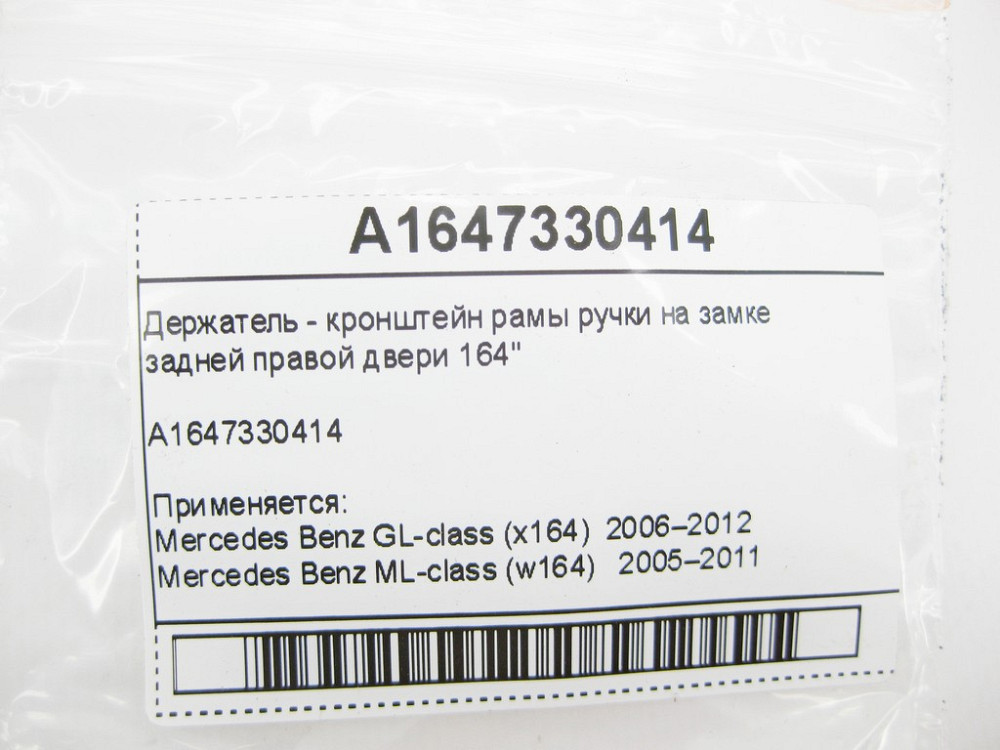 A1647330414
Держатель - кронштейн рамы ручки на замке
задней правой двери 164"
A1647330414
Применяется:
Mercedes Benz GL-class (x164) 2006–2012
Mercedes Benz ML-class (w164) 2005–2011